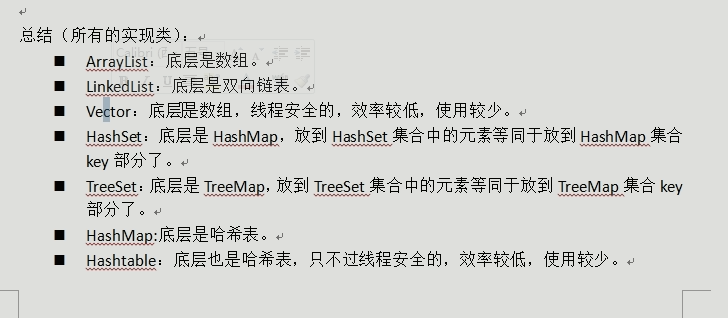 总结（所有的实现类）：
■ ArrayList：底层是数组。
■ LinkedList：底层是双向链表。
■ Vector：底层是数组，线程安全的，效率较低，使用较少。
■ HashSet：底层是 HashMap，放到 HashSet 集合中的元素等同于放到 HashMap 集合
key 部分了。
■ TreeSet：底层是 TreeMap，放到 TreeSet 集合中的元素等同于放到 TreeMap 集合 key
部分了。
■ HashMap:底层是哈希表。
■ Hashtable：底层也是哈希表，只不过线程安全的，效率较低，使用较少。